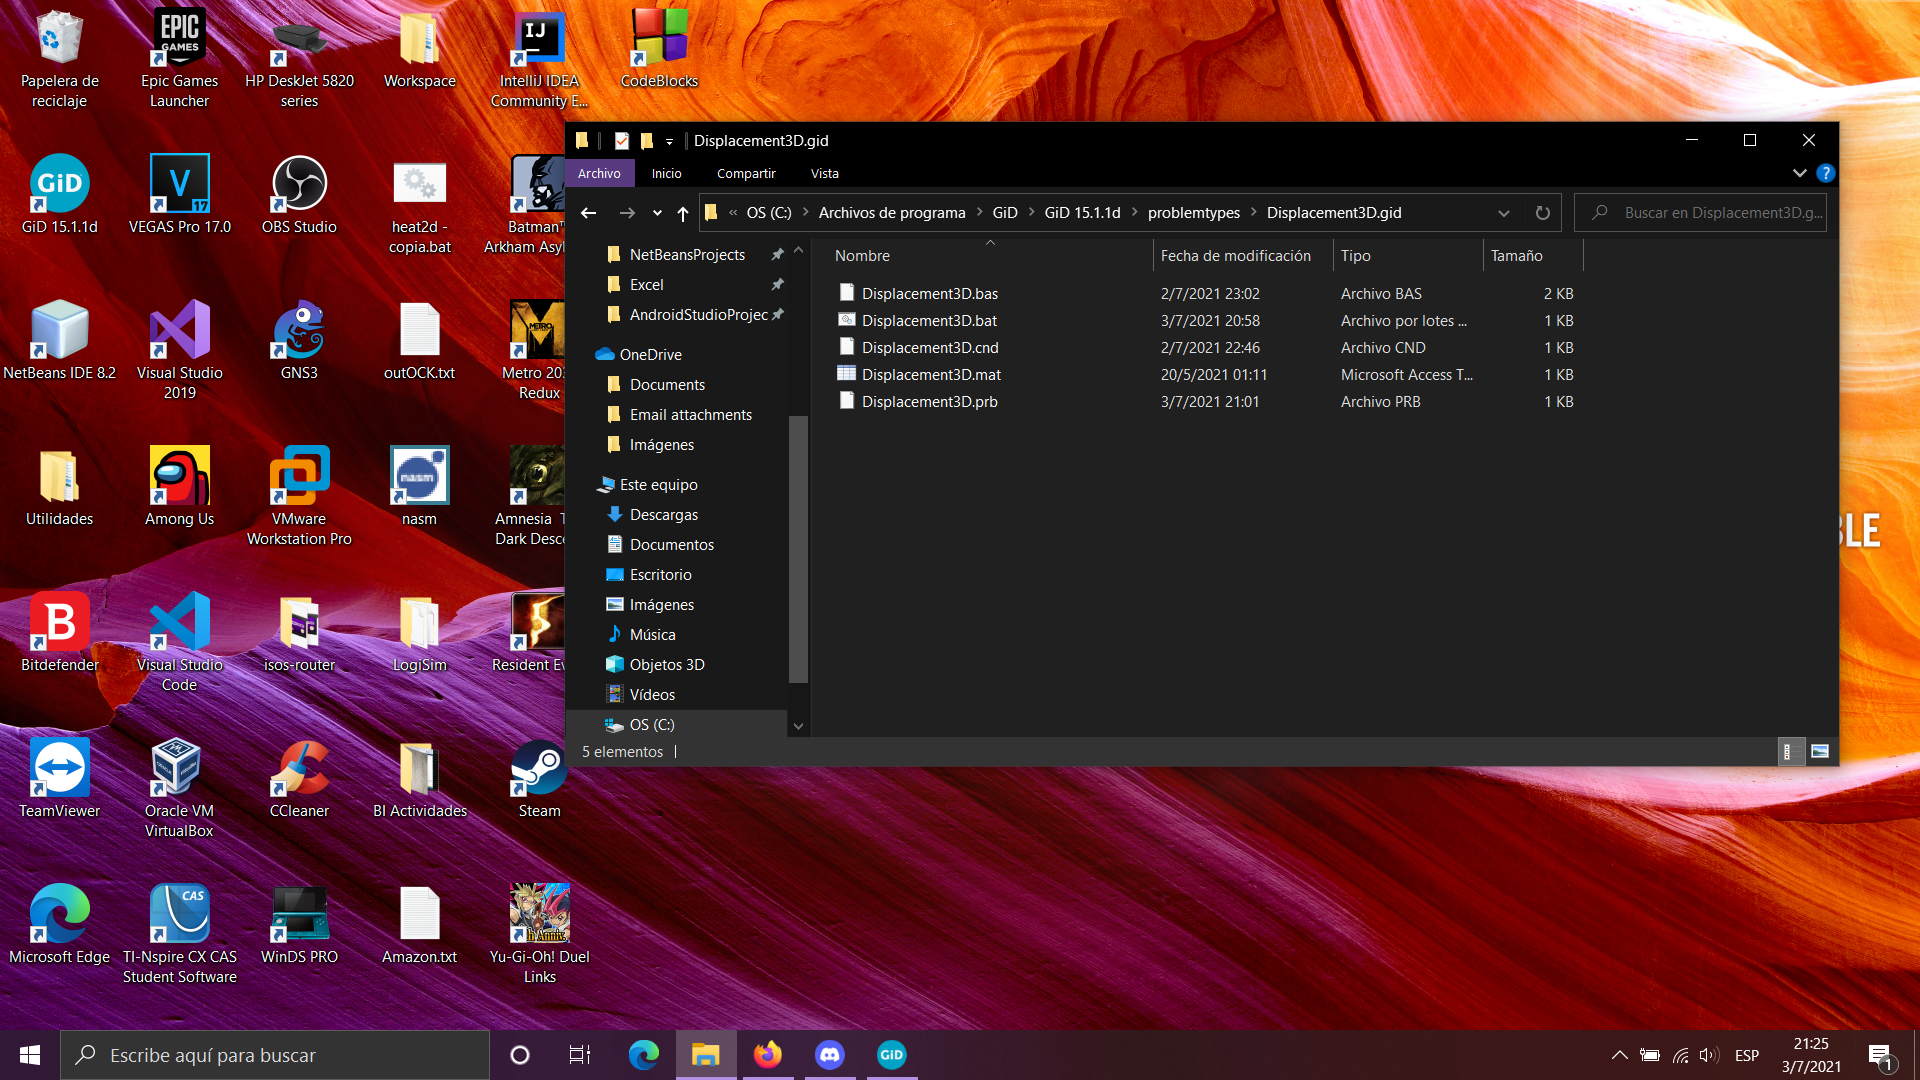 Papelera de
reciclaje
EPIC
GAMES
Epic Games
Launcher
HP DeskJet 5820
series
Workspace
IJ
IntelliJ IDEA
Community E...
CodeBlocks
GiD
GiD 15.1.1d
V
17
VEGAS Pro 17.0
OBS Studio
heat2d -
copia.bat
Batman™
Arkham Asyl
NetBeans IDE 8.2
Visual Studio
2019
GNS3
outOCK.txt
METRO
Metro 203
Redux
Utilidades
Among Us
VMware
Workstation Pro
nasm
nasm
Amnesia T
Dark Desce
B
Bitdefender
Visual Studio
Code
isos-router
LogiSim
Resident Ev
TeamViewer
Oracle VM
VirtualBox
CCleaner
BI Actividades
Steam
Microsoft Edge
CAS
TI-Nspire CX CAS
Student Software
WinDS PRO
Amazon.txt
Yu-Gi-Oh! Duel
Links
Displacement3D.gid
Archivo
Inicio
Compartir
Vista
?
« OS (C:) > Archivos de programa > GiD > GiD 15.1.1d > problemtypes > Displacement3D.gid
Buscar en Displacement3D.g...
NetBeansProjects
Excel
AndroidStudioProjec
OneDrive
Documents
Email attachments
Imágenes
Este equipo
Descargas
Documentos
Escritorio
Imágenes
Música
Objetos 3D
Vídeos
OS (C:)
Nombre Fecha de modificación Tipo Tamaño
Displacement3D.bas 2/7/2021 23:02 Archivo BAS 2 KB
Displacement3D.bat 3/7/2021 20:58 Archivo por lotes ... 1 KB
Displacement3D.cnd 2/7/2021 22:46 Archivo CND 1 KB
Displacement3D.mat 20/5/2021 01:11 Microsoft Access T... 1 KB
Displacement3D.prb 3/7/2021 21:01 Archivo PRB 1 KB
5 elementos
BLE
Escribe aquí para buscar
GiD
ESP
21:25
3/7/2021
1